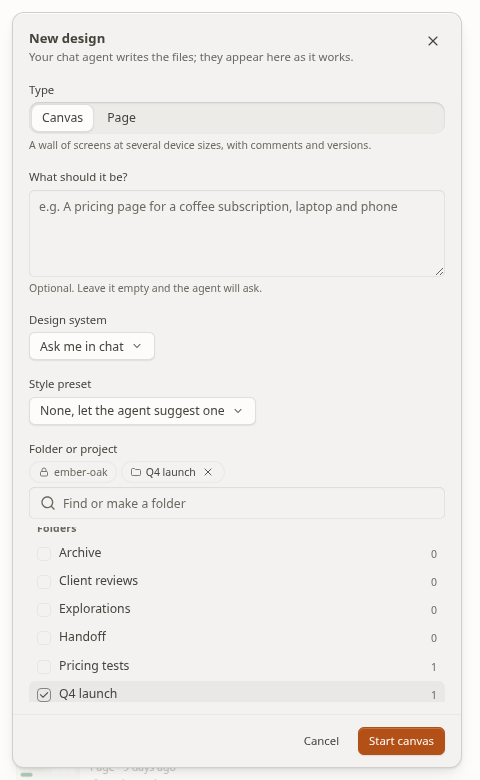 New design
Your chat agent writes the files; they appear here as it works.
Type
Canvas Page
A wall of screens at several device sizes, with comments and versions.
What should it be?
e.g. A pricing page for a coffee subscription, laptop and phone
Optional. Leave it empty and the agent will ask.
Design system
Ask me in chat
Style preset
None, let the agent suggest one
Folder or project
ember-oak Q4 launch
Find or make a folder
Folders
Archive 0
Client reviews 0
Explorations 0
Handoff 0
Pricing tests 1
Q4 launch 1
Cancel Start canvas